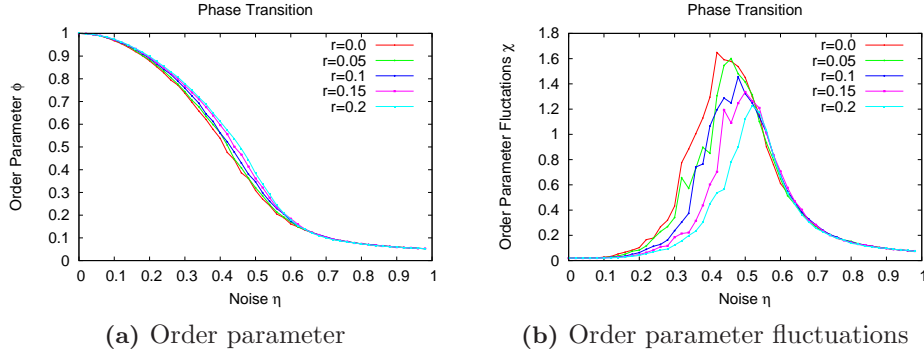 Phase Transition
Order Parameter ϕ
1
0.9
0.8
0.7
0.6
0.5
0.4
0.3
0.2
0.1
0
r=0.0
r=0.05
r=0.1
r=0.15
r=0.2
0 0.1 0.2 0.3 0.4 0.5 0.6 0.7 0.8 0.9 1
Noise η
(a) Order parameter
Phase Transition
Order Parameter Fluctations χ
1.8
1.6
1.4
1.2
1
0.8
0.6
0.4
0.2
0
r=0.0
r=0.05
r=0.1
r=0.15
r=0.2
0 0.1 0.2 0.3 0.4 0.5 0.6 0.7 0.8 0.9 1
Noise η
(b) Order parameter fluctuations